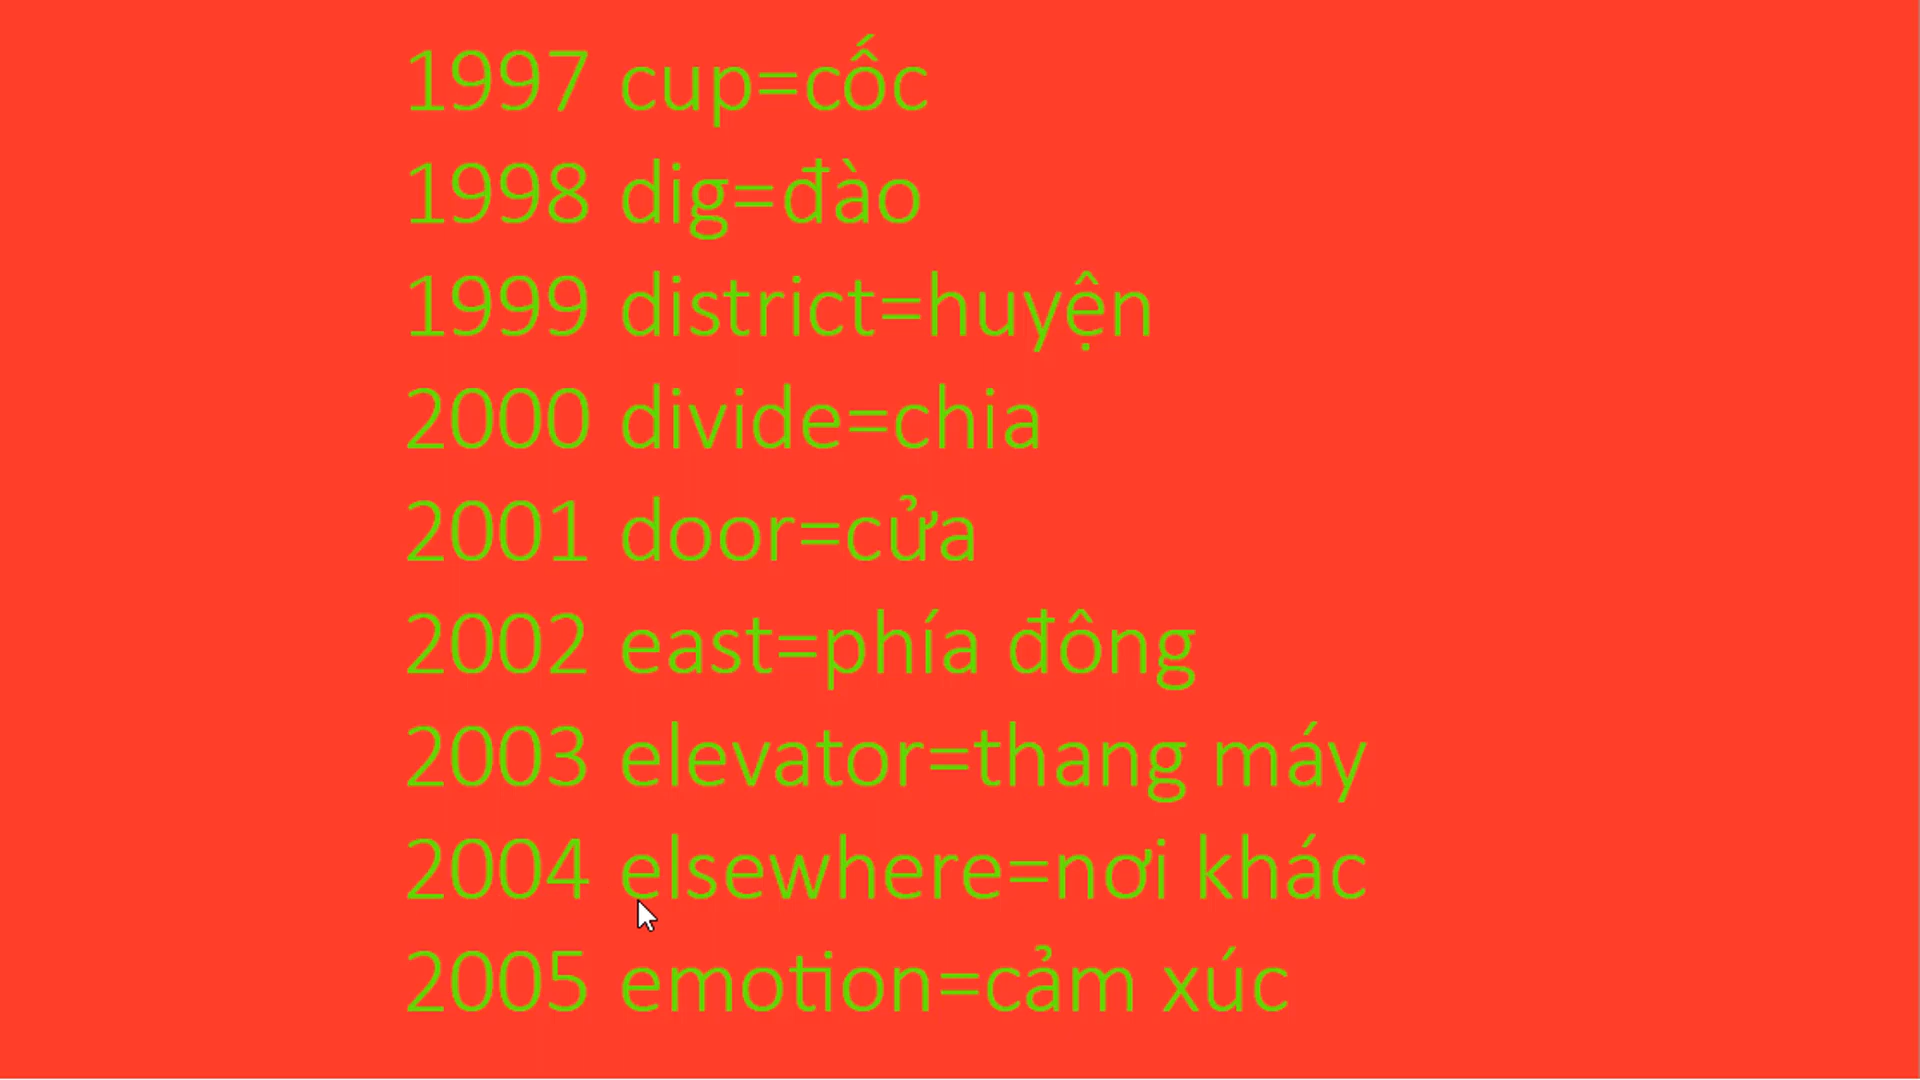 1997 cup=cốc
1998 dig=đào
1999 district=huyện
2000 divide=chia
2001 door=cửa
2002 east=phía đông
2003 elevator=thang máy
2004 elsewhere=nơi khác
2005 emotion=cảm xúc